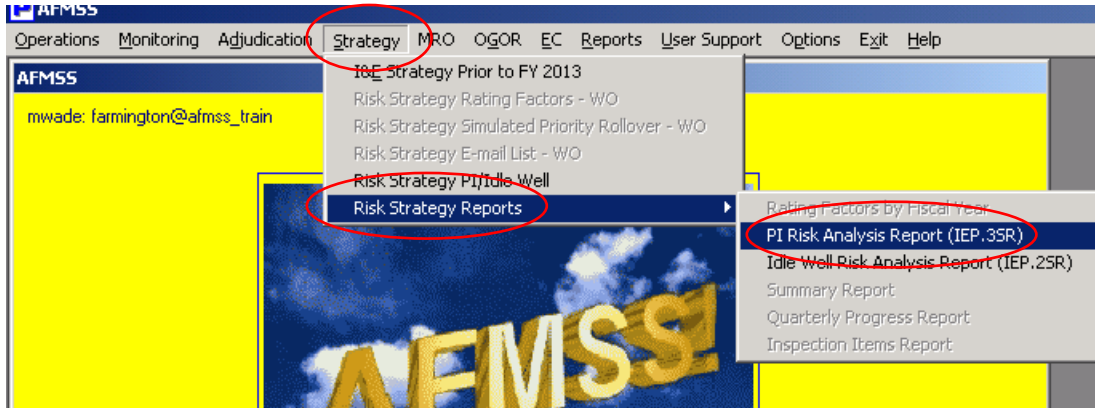 AFMSS
Operations Monitoring Adjudication Strategy MRO OGOR EC Reports User Support Options Exit Help
AFMSS
mwade: farmington@afmss_train
I&E Strategy Prior to FY 2013
Risk Strategy Rating Factors - WO
Risk Strategy Simulated Priority Rollover - WO
Risk Strategy E-mail List - WO
Risk Strategy PI/Idle Well
Risk Strategy Reports
Rating Factors by Fiscal Year
PI Risk Analysis Report (IEP.3SR)
Idle Well Risk Analysis Report (IEP.2SR)
Summary Report
Quarterly Progress Report
Inspection Items Report
AFMSS!